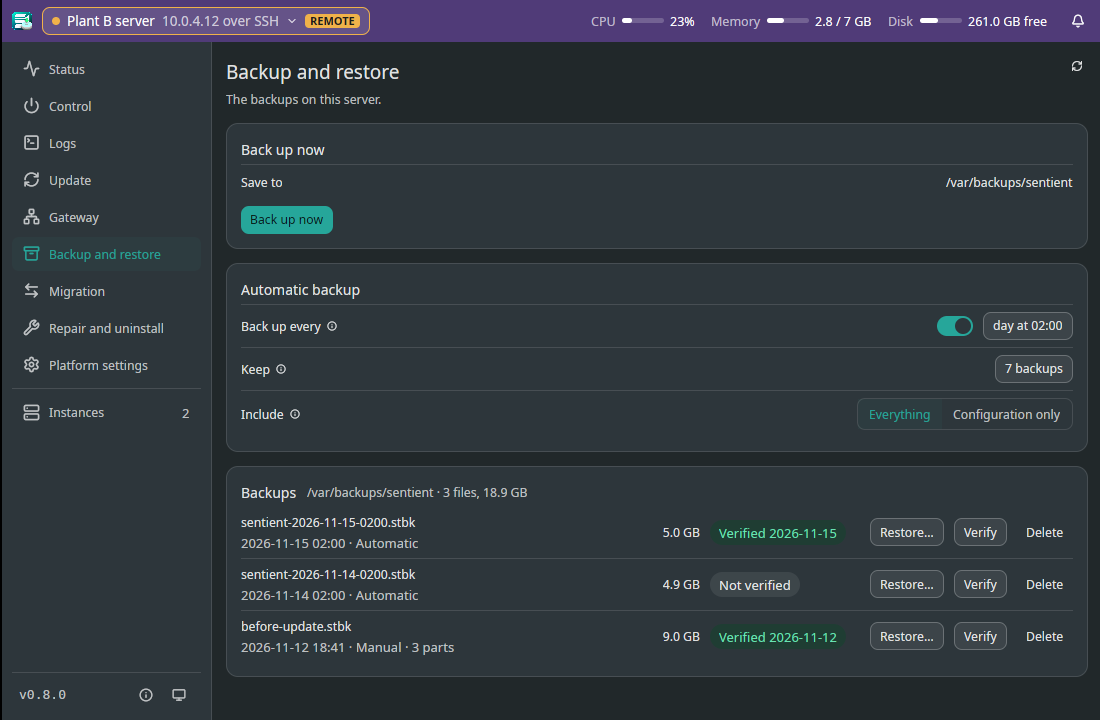 Plant B server 10.0.4.12 over SSH REMOTE
CPU 23% Memory 2.8 / 7 GB Disk 261.0 GB free
Status
Control
Logs
Update
Gateway
Backup and restore
Migration
Repair and uninstall
Platform settings
Instances 2
v0.8.0
Backup and restore
The backups on this server.
Back up now
Save to /var/backups/sentient
Back up now
Automatic backup
Back up every day at 02:00
Keep 7 backups
Include Everything Configuration only
Backups /var/backups/sentient · 3 files, 18.9 GB
sentient-2026-11-15-0200.stbk
2026-11-15 02:00 · Automatic
5.0 GB Verified 2026-11-15 Restore... Verify Delete
sentient-2026-11-14-0200.stbk
2026-11-14 02:00 · Automatic
4.9 GB Not verified Restore... Verify Delete
before-update.stbk
2026-11-12 18:41 · Manual · 3 parts
9.0 GB Verified 2026-11-12 Restore... Verify Delete